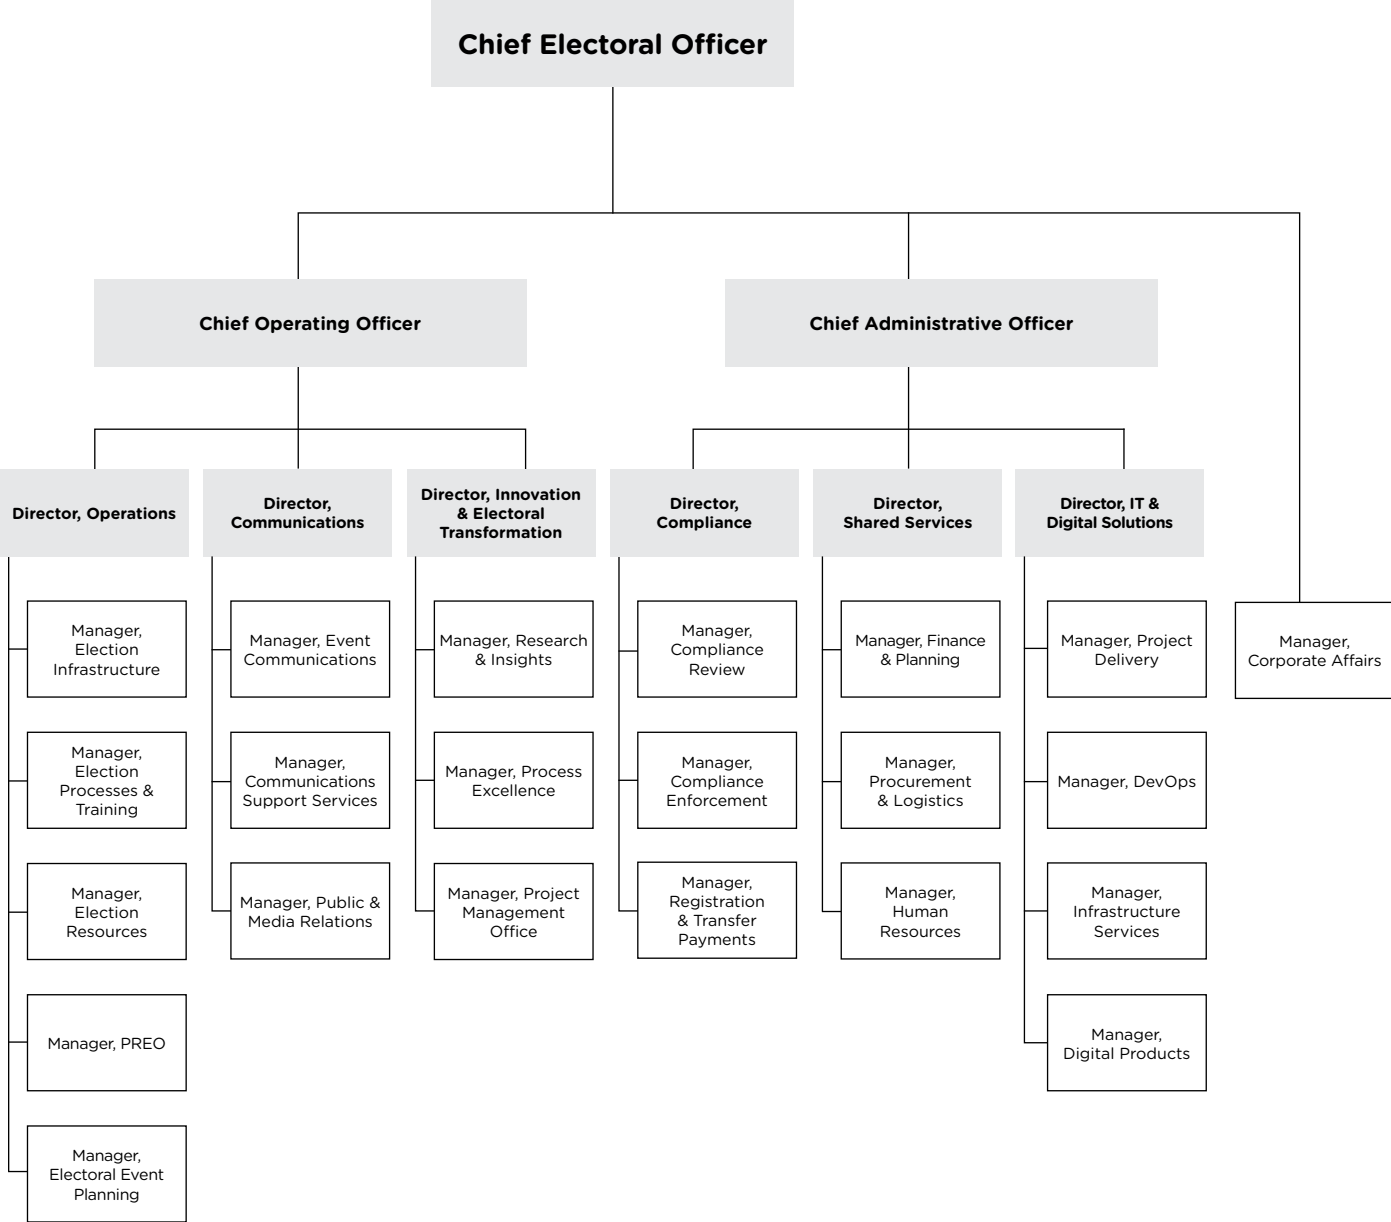 Chief Electoral Officer
Chief Operating Officer
Chief Administrative Officer
Director, Operations
Director,
Communications
Director, Innovation
& Electoral
Transformation
Director,
Compliance
Director,
Shared Services
Director, IT &
Digital Solutions
Manager,
Election
Infrastructure
Manager,
Election
Processes &
Training
Manager,
Election
Resources
Manager, PREO
Manager,
Electoral Event
Planning
Manager, Event
Communications
Manager,
Communications
Support Services
Manager, Public &
Media Relations
Manager, Research
& Insights
Manager, Process
Excellence
Manager, Project
Management
Office
Manager,
Compliance
Review
Manager,
Compliance
Enforcement
Manager,
Registration
& Transfer
Payments
Manager, Finance
& Planning
Manager,
Procurement
& Logistics
Manager,
Human
Resources
Manager, Project
Delivery
Manager, DevOps
Manager,
Infrastructure
Services
Manager,
Digital Products
Manager,
Corporate Affairs